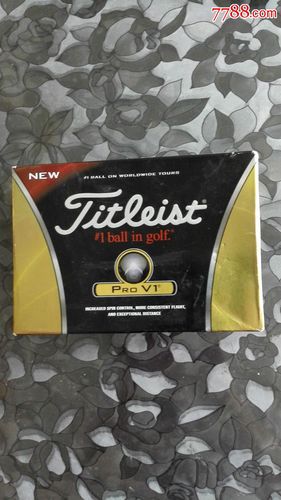 7788.com
NEW
#1 BALL ON WORLDWIDE TOURS
Titleist®
#1 ball in golf.®
PRO V1®
INCREASED SPIN CONTROL, MORE CONSISTENT FLIGHT,
AND EXCEPTIONAL DISTANCE